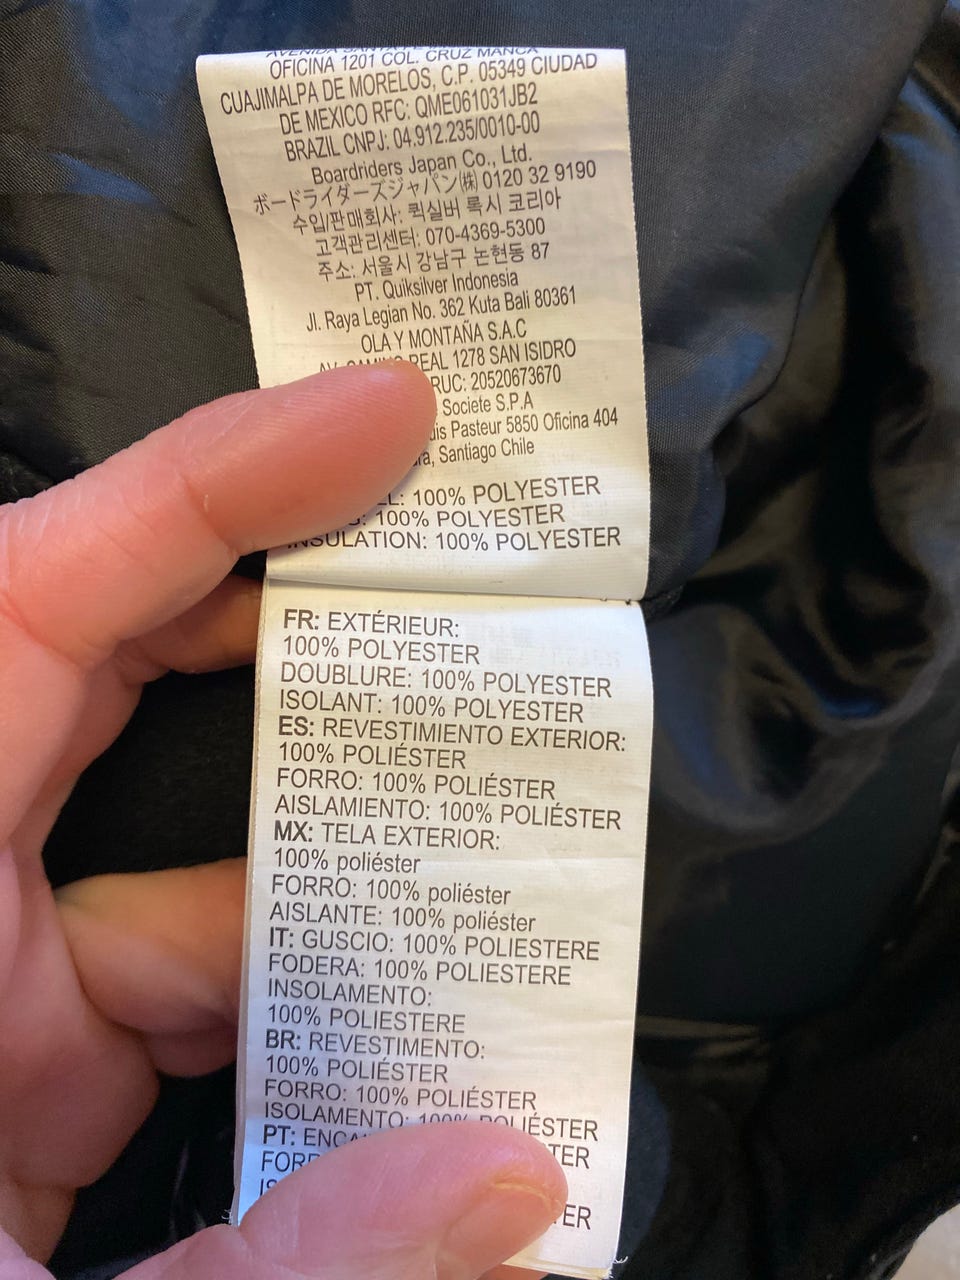 OFICINA 1201 COL. CRUZ MANCA
CUAJIMALPA DE MORELOS, C.P. 05349 CIUDAD
DE MEXICO RFC: QME061031JB2
BRAZIL CNPJ: 04.912.235/0010-00
Boardriders Japan Co., Ltd.
ボードライダーズジャパン㈱ 0120 32 9190
수입/판매회사: 퀵실버 록시 코리아
고객관리센터: 070-4369-5300
주소: 서울시 강남구 논현동 87
PT. Quiksilver Indonesia
Jl. Raya Legian No. 362 Kuta Bali 80361
OLA Y MONTAÑA S.A.C
REAL 1278 SAN ISIDRO
RUC: 20520673670
Societe S.P.A
Pasteur 5850 Oficina 404
Santiago Chile
100% POLYESTER
100% POLYESTER
INSULATION: 100% POLYESTER
FR: EXTÉRIEUR:
100% POLYESTER
DOUBLURE: 100% POLYESTER
ISOLANT: 100% POLYESTER
ES: REVESTIMIENTO EXTERIOR:
100% POLIÉSTER
FORRO: 100% POLIÉSTER
AISLAMIENTO: 100% POLIÉSTER
MX: TELA EXTERIOR:
100% poliéster
FORRO: 100% poliéster
AISLANTE: 100% poliéster
IT: GUSCIO: 100% POLIESTERE
FODERA: 100% POLIESTERE
INSOLAMENTO:
100% POLIESTERE
BR: REVESTIMENTO:
100% POLIÉSTER
FORRO: 100% POLIÉSTER
ISOLAMENTO: 100% POLIÉSTER
PT: